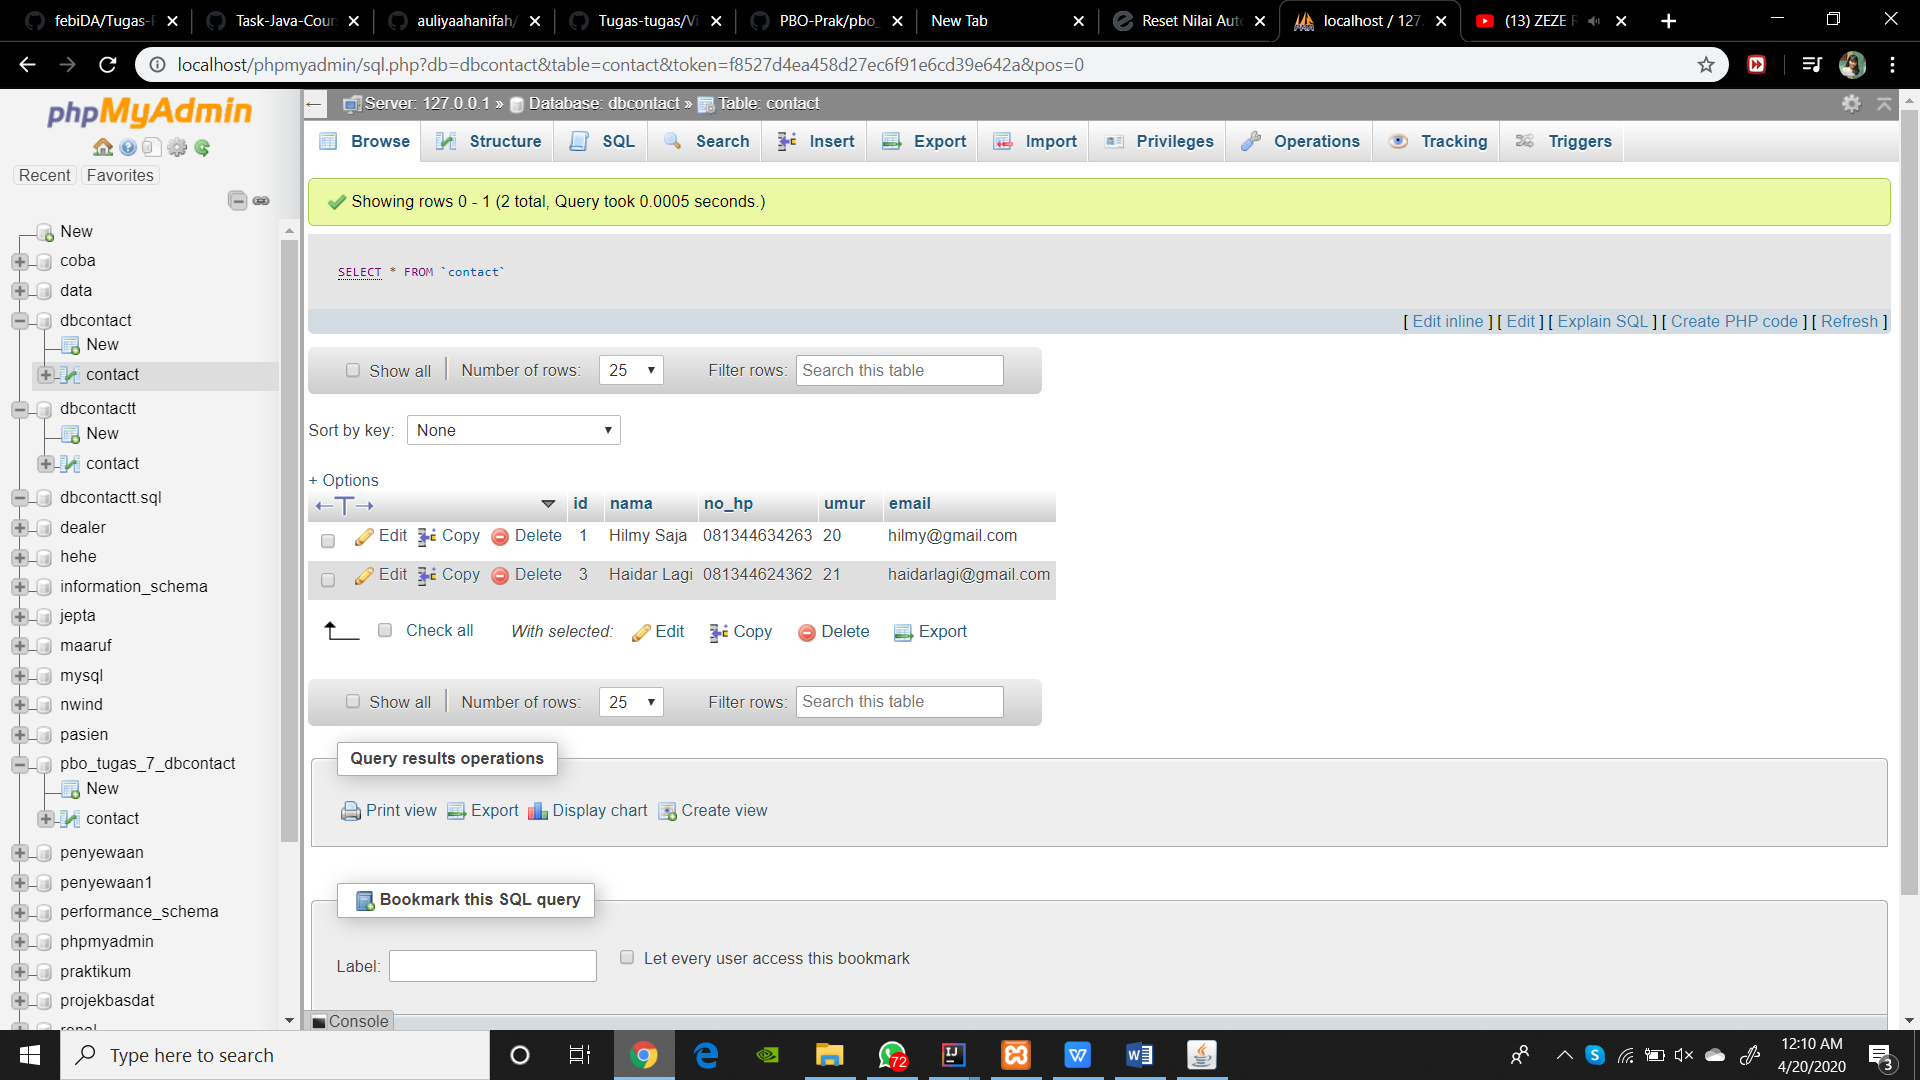 febiDA/Tugas-
Task-Java-Cour
auliyaahanifah/
Tugas-tugas/Vi
PBO-Prak/pbo_
New Tab
Reset Nilai Aut
localhost / 127.
(13) ZEZE
localhost/phpmyadmin/sql.php?db=dbcontact&table=contact&token=f8527d4ea458d27ec6f91e6cd39e642a&pos=0
phpMyAdmin
Recent
Favorites
New
coba
data
dbcontact
New
contact
dbcontactt
New
contact
dbcontactt.sql
dealer
hehe
information_schema
jepta
maaruf
mysql
nwind
pasien
pbo_tugas_7_dbcontact
New
contact
penyewaan
penyewaan1
performance_schema
phpmyadmin
praktikum
projekbasdat
Server: 127.0.0.1 » Database: dbcontact » Table: contact
Browse Structure SQL Search Insert Export Import Privileges Operations Tracking Triggers
Showing rows 0 - 1 (2 total, Query took 0.0005 seconds.)
SELECT * FROM `contact`
[ Edit inline ] [ Edit ] [ Explain SQL ] [ Create PHP code ] [ Refresh ]
Show all Number of rows: 25 Filter rows: Search this table
Sort by key: None
+ Options
id nama no_hp umur email
Edit Copy Delete 1 Hilmy Saja 081344634263 20 hilmy@gmail.com
Edit Copy Delete 3 Haidar Lagi 081344624362 21 haidarlagi@gmail.com
Check all With selected: Edit Copy Delete Export
Show all Number of rows: 25 Filter rows: Search this table
Query results operations
Print view Export Display chart Create view
Bookmark this SQL query
Label: Let every user access this bookmark
Console
Type here to search
72
12:10 AM
4/20/2020
3